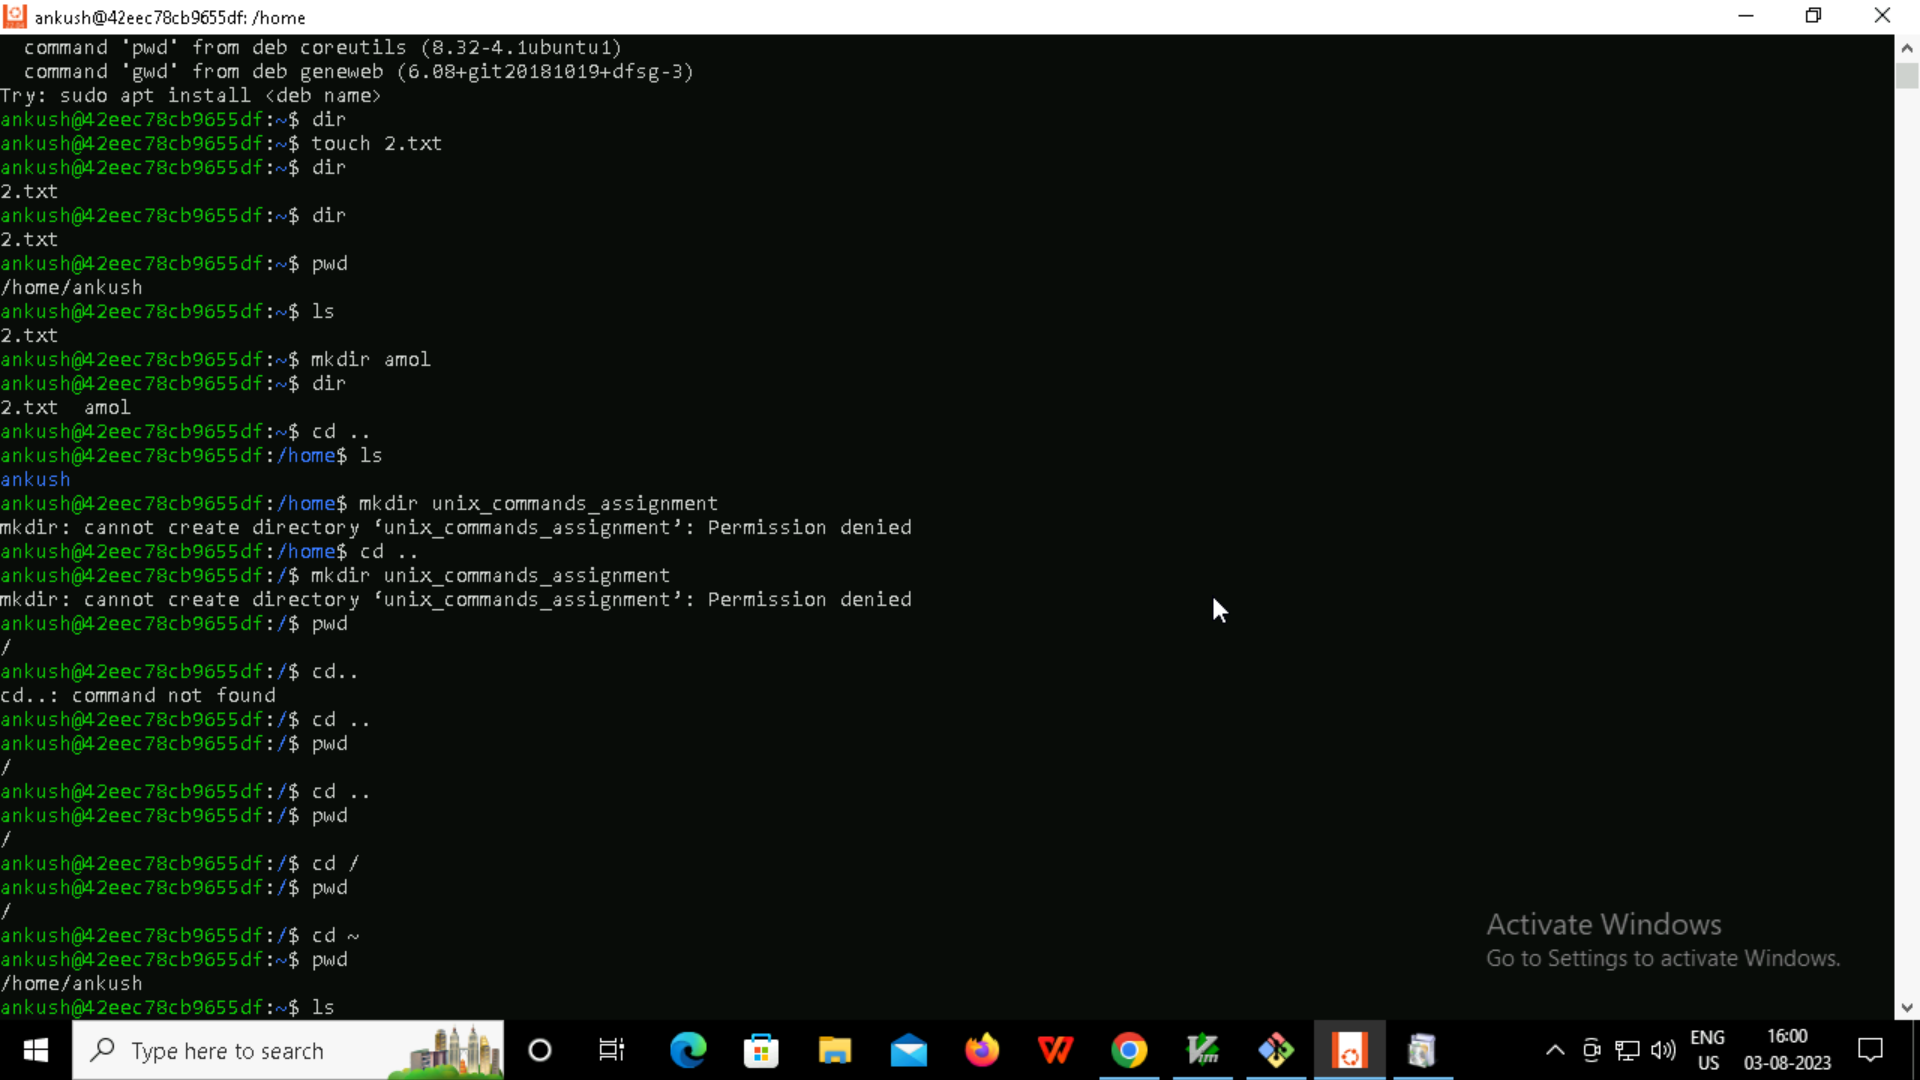 ankush@42eec78cb9655df: /home
command 'pwd' from deb coreutils (8.32-4.1ubuntu1)
command 'gwd' from deb geneweb (6.08+git20181019+dfsg-3)
Try: sudo apt install <deb name>
ankush@42eec78cb9655df:~$ dir
ankush@42eec78cb9655df:~$ touch 2.txt
ankush@42eec78cb9655df:~$ dir
2.txt
ankush@42eec78cb9655df:~$ dir
2.txt
ankush@42eec78cb9655df:~$ pwd
/home/ankush
ankush@42eec78cb9655df:~$ ls
2.txt
ankush@42eec78cb9655df:~$ mkdir amol
ankush@42eec78cb9655df:~$ dir
2.txt  amol
ankush@42eec78cb9655df:~$ cd ..
ankush@42eec78cb9655df:/home$ ls
ankush
ankush@42eec78cb9655df:/home$ mkdir unix_commands_assignment
mkdir: cannot create directory ‘unix_commands_assignment’: Permission denied
ankush@42eec78cb9655df:/home$ cd ..
ankush@42eec78cb9655df:/$ mkdir unix_commands_assignment
mkdir: cannot create directory ‘unix_commands_assignment’: Permission denied
ankush@42eec78cb9655df:/$ pwd
/
ankush@42eec78cb9655df:/$ cd..
cd..: command not found
ankush@42eec78cb9655df:/$ cd ..
ankush@42eec78cb9655df:/$ pwd
/
ankush@42eec78cb9655df:/$ cd ..
ankush@42eec78cb9655df:/$ pwd
/
ankush@42eec78cb9655df:/$ cd /
ankush@42eec78cb9655df:/$ pwd
/
ankush@42eec78cb9655df:/$ cd ~
ankush@42eec78cb9655df:~$ pwd
/home/ankush
ankush@42eec78cb9655df:~$ ls
Activate Windows
Go to Settings to activate Windows.
Type here to search
Vim
ENG
US
16:00
03-08-2023